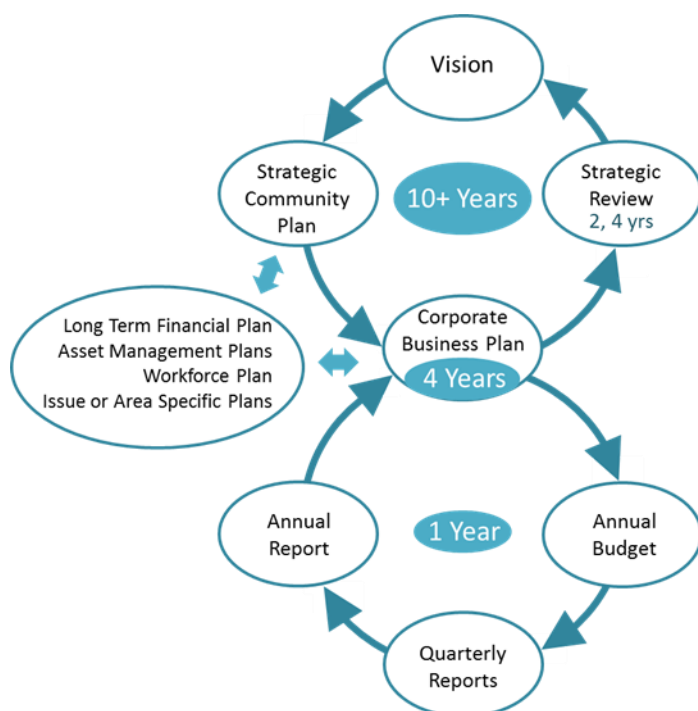 Vision
Strategic
Community
Plan
10+ Years
Strategic
Review
2, 4 yrs
Long Term Financial Plan
Asset Management Plans
Workforce Plan
Issue or Area Specific Plans
Corporate
Business Plan
4 Years
Annual
Report
1 Year
Annual
Budget
Quarterly
Reports